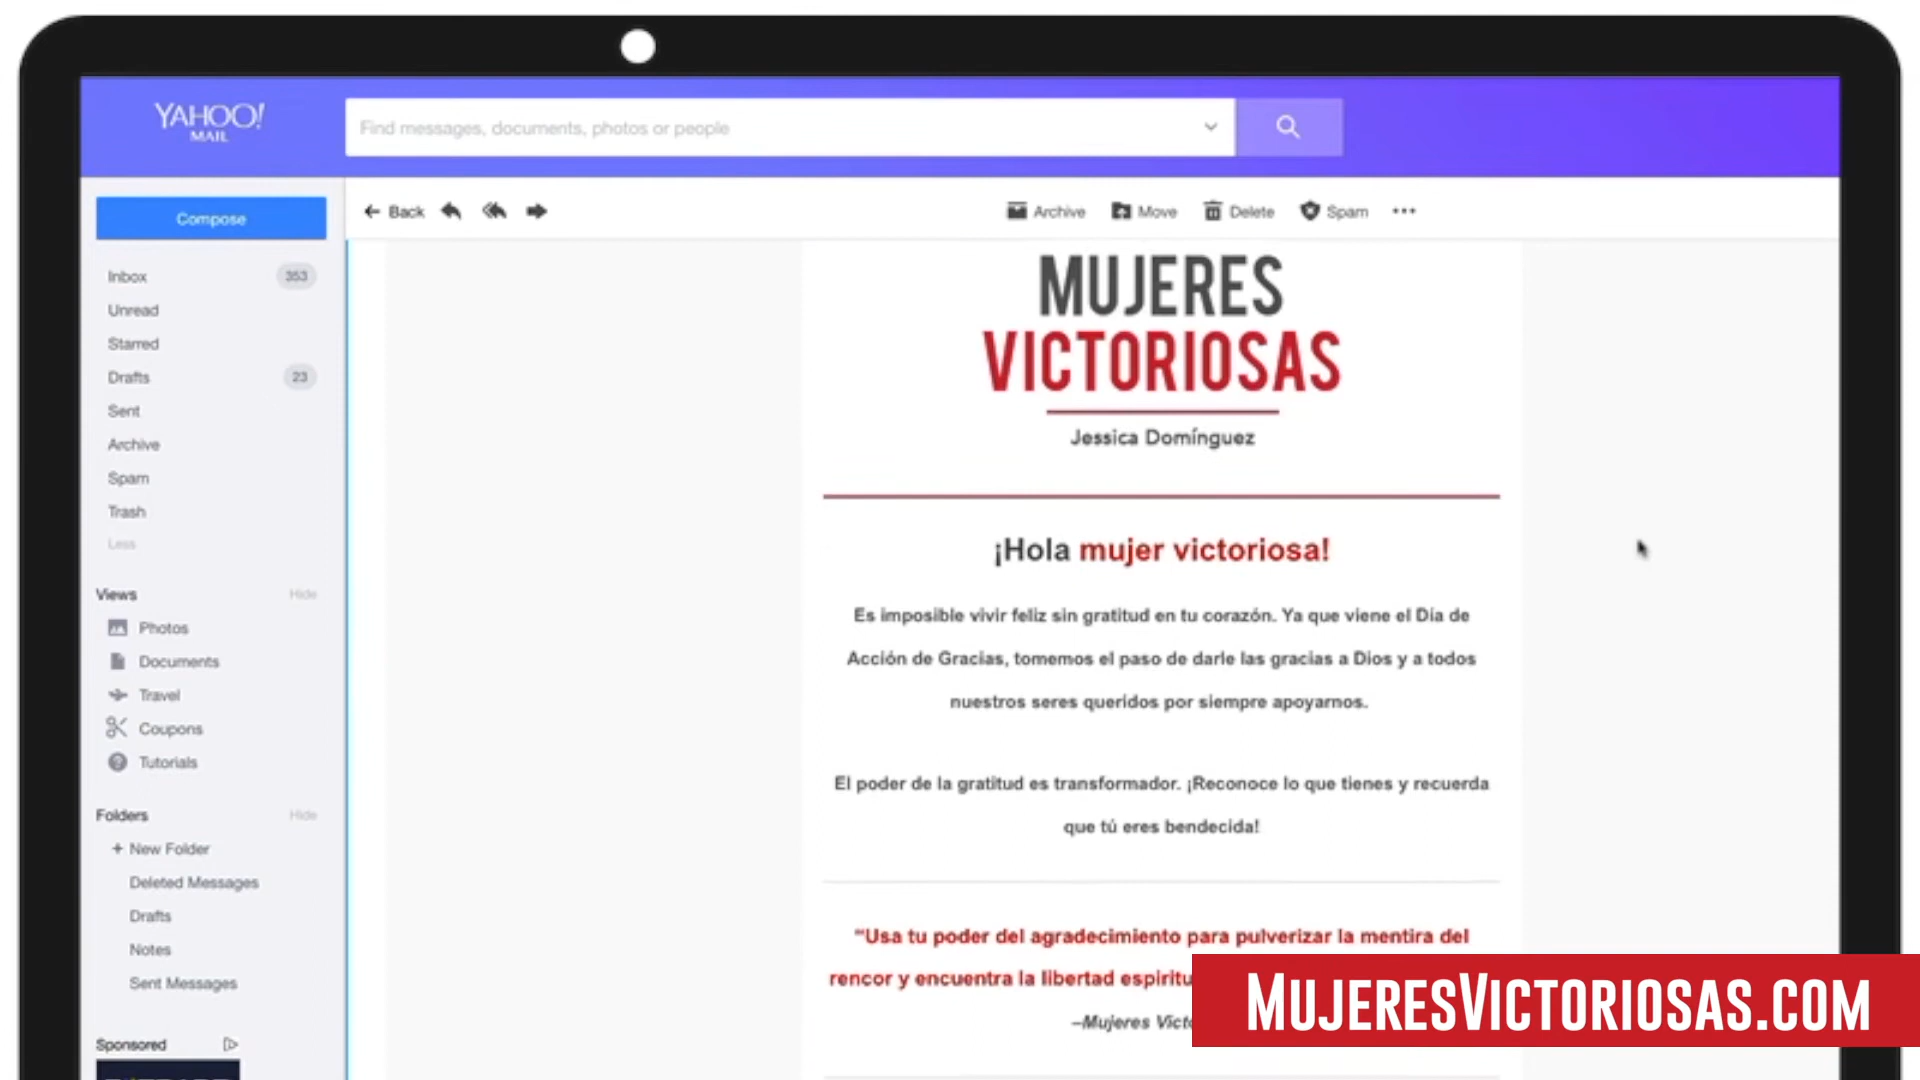 YAHOO!
MAIL
Find messages, documents, photos or people
Compose
Inbox 353
Unread
Starred
Drafts 23
Sent
Archive
Spam
Trash
Less
Views Hide
Photos
Documents
Travel
Coupons
Tutorials
Folders Hide
+ New Folder
Deleted Messages
Drafts
Notes
Sent Messages
Sponsored
Back
Archive Move Delete Spam
MUJERES
VICTORIOSAS
Jessica Domínguez
¡Hola mujer victoriosa!
Es imposible vivir feliz sin gratitud en tu corazón. Ya que viene el Día de
Acción de Gracias, tomemos el paso de darle las gracias a Dios y a todos
nuestros seres queridos por siempre apoyarnos.
El poder de la gratitud es transformador. ¡Reconoce lo que tienes y recuerda
que tú eres bendecida!
“Usa tu poder del agradecimiento para pulverizar la mentira del
rencor y encuentra la libertad espiritu
–Mujeres Victo
MUJERESVICTORIOSAS.COM